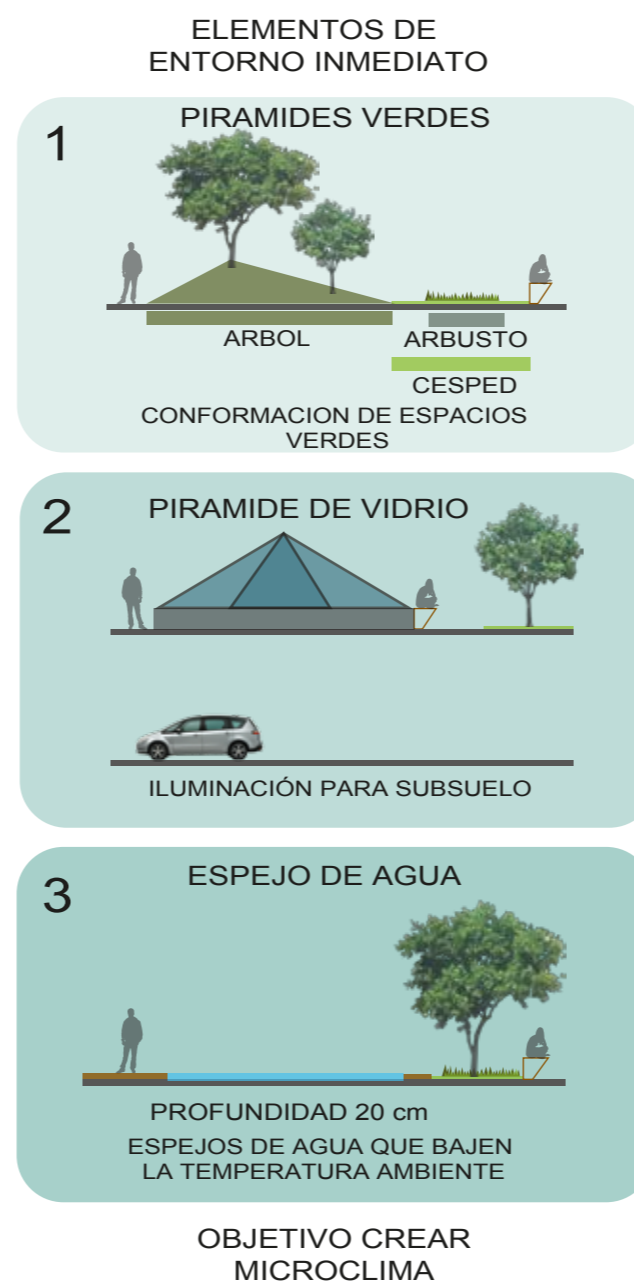 ELEMENTOS DE
ENTORNO INMEDIATO
1
PIRAMIDES VERDES
ARBOL
ARBUSTO
CESPED
CONFORMACION DE ESPACIOS
VERDES
2
PIRAMIDE DE VIDRIO
ILUMINACIÓN PARA SUBSUELO
3
ESPEJO DE AGUA
PROFUNDIDAD 20 cm
ESPEJOS DE AGUA QUE BAJEN
LA TEMPERATURA AMBIENTE
OBJETIVO CREAR
MICROCLIMA